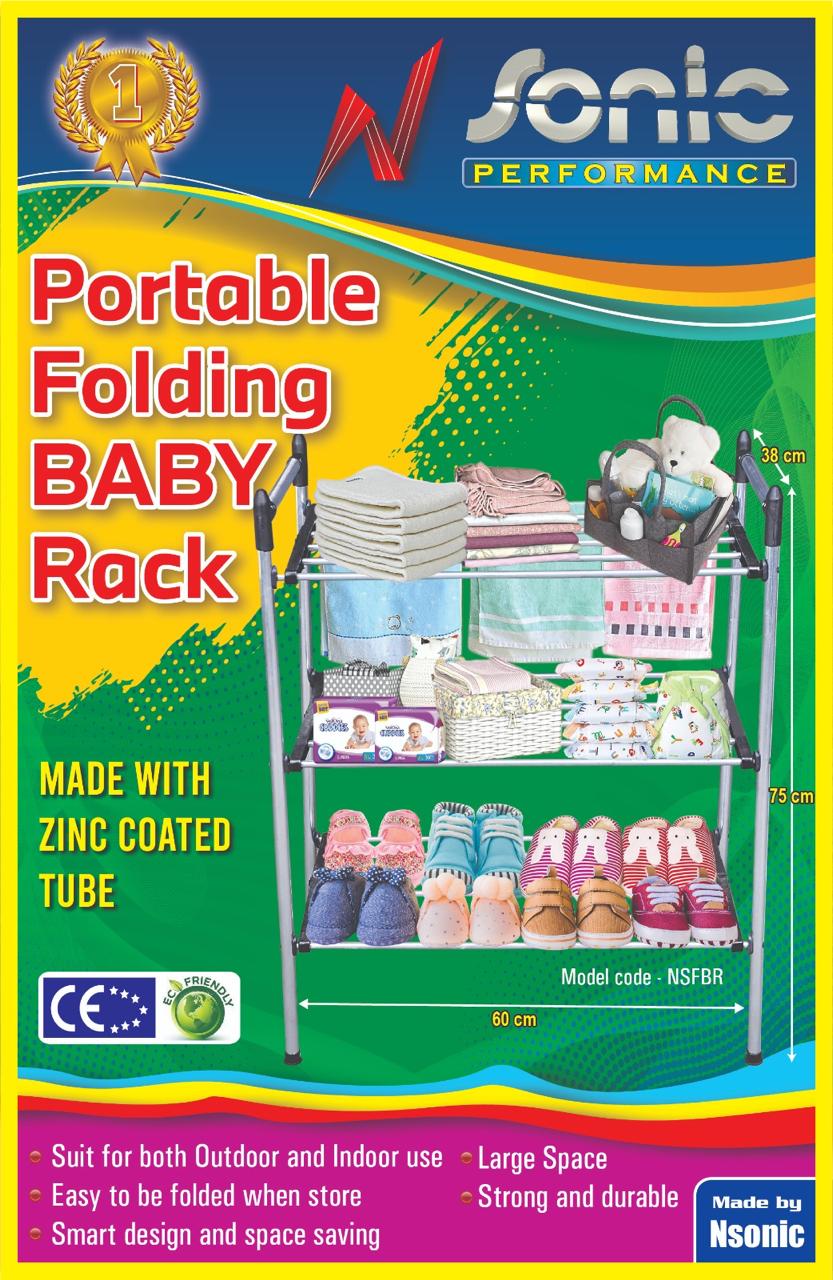 1
N Sonic
PERFORMANCE
Portable
Folding
BABY
Rack
38 cm
MADE WITH
ZINC COATED
TUBE
75 cm
CE
ECO FRIENDLY
Model code - NSFBR
60 cm
Suit for both Outdoor and Indoor use
Easy to be folded when store
Smart design and space saving
Large Space
Strong and durable
Made by
Nsonic